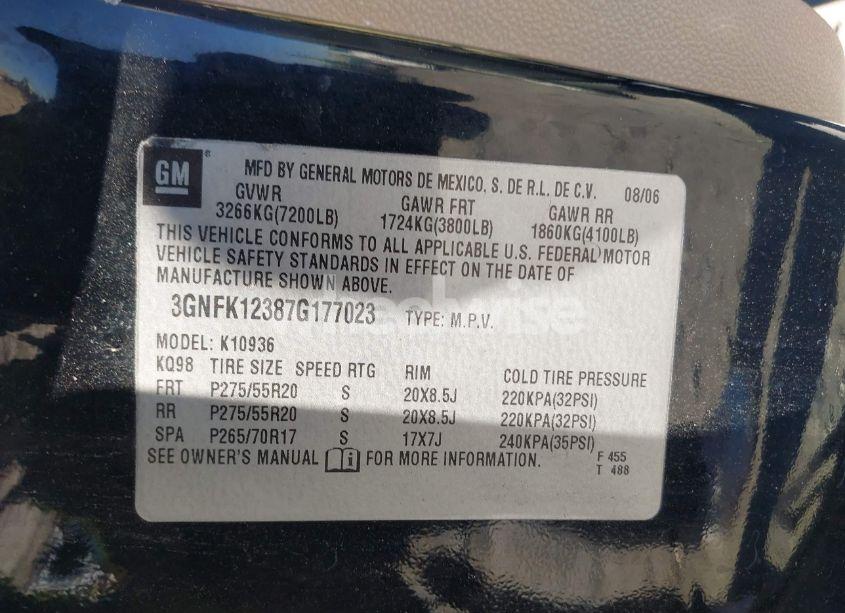 GM ® MFD BY GENERAL MOTORS DE MEXICO, S. DE R.L. DE C.V. 08/06
GVWR GAWR FRT GAWR RR
3266KG(7200LB) 1724KG(3800LB) 1860KG(4100LB)
THIS VEHICLE CONFORMS TO ALL APPLICABLE U.S. FEDERAL MOTOR
VEHICLE SAFETY STANDARDS IN EFFECT ON THE DATE OF
MANUFACTURE SHOWN ABOVE.
3GNFK12387G177023 TYPE: M.P.V.
MODEL: K10936
KQ98 TIRE SIZE SPEED RTG RIM COLD TIRE PRESSURE
FRT P275/55R20 S 20X8.5J 220KPA(32PSI)
RR P275/55R20 S 20X8.5J 220KPA(32PSI)
SPA P265/70R17 S 17X7J 240KPA(35PSI)
SEE OWNER'S MANUAL i FOR MORE INFORMATION. F 455
T 488